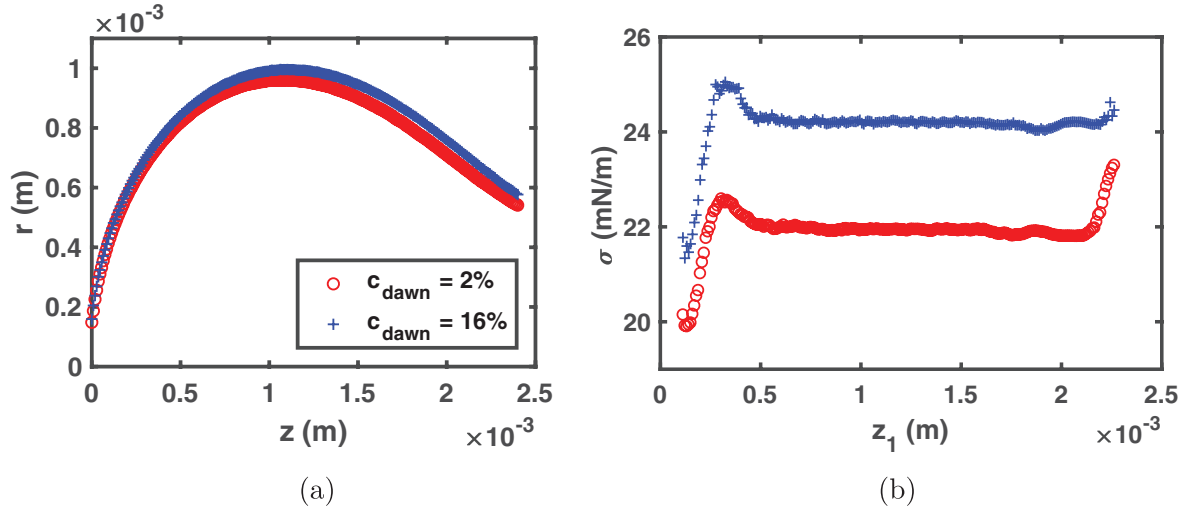 ×10⁻³
1
0.8
0.6
0.4
0.2
0
r (m)
c_dawn = 2%
c_dawn = 16%
0 0.5 1 1.5 2 2.5
z (m) ×10⁻³
(a)
26
24
22
20
σ (mN/m)
0 0.5 1 1.5 2 2.5
z₁ (m) ×10⁻³
(b)